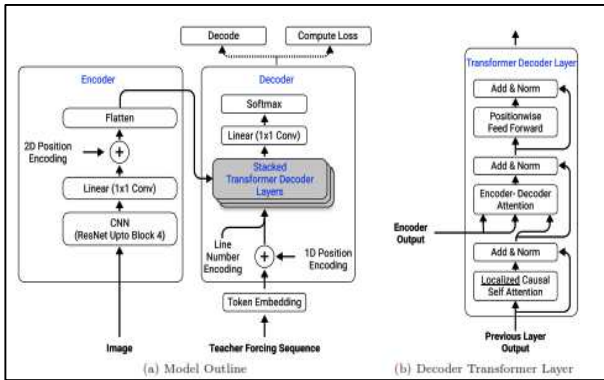 Decode
Compute Loss
Encoder
Flatten
2D Position
Encoding
+
Linear (1x1 Conv)
CNN
(ResNet Upto Block 4)
Image
Decoder
Softmax
Linear (1x1 Conv)
Stacked
Transformer Decoder
Layers
Line
Number
Encoding
+
1D Position
Encoding
Token Embedding
Teacher Forcing Sequence
(a) Model Outline
Transformer Decoder Layer
Add & Norm
Positionwise
Feed Forward
Add & Norm
Encoder- Decoder
Attention
Encoder
Output
Add & Norm
Localized Causal
Self Attention
Previous Layer
Output
(b) Decoder Transformer Layer